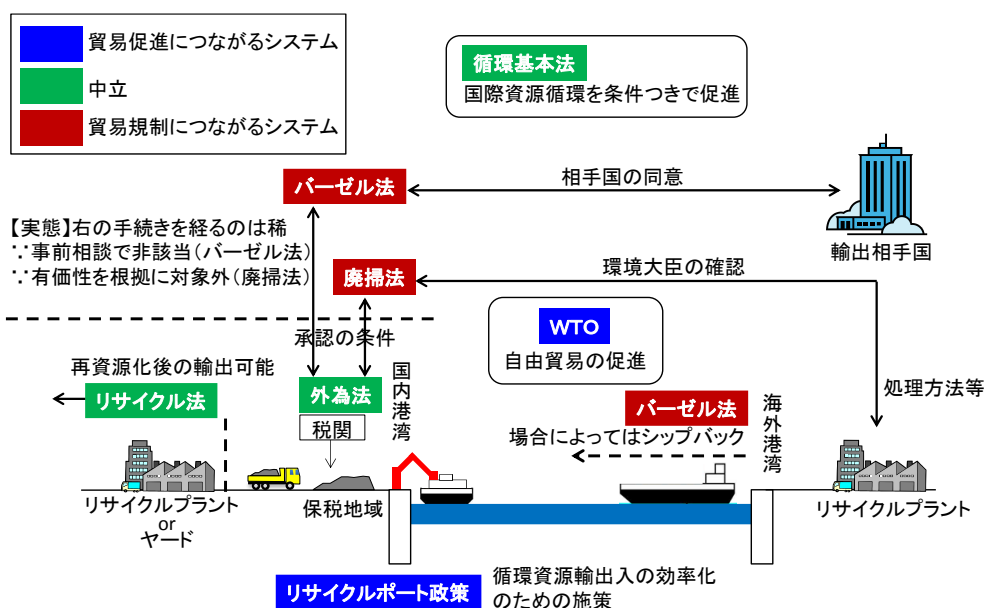 貿易促進につながるシステム
中立
貿易規制につながるシステム
循環基本法
国際資源循環を条件つきで促進
バーゼル法
相手国の同意
輸出相手国
【実態】右の手続きを経るのは稀
∵事前相談で非該当(バーゼル法)
∵有価性を根拠に対象外(廃掃法)
廃掃法
環境大臣の確認
承認の条件
WTO
自由貿易の促進
再資源化後の輸出可能
リサイクル法
外為法
税関
国内港湾
バーゼル法
場合によってはシップバック
海外港湾
処理方法等
リサイクルプラント
or
ヤード
保税地域
リサイクルプラント
リサイクルポート政策
循環資源輸出入の効率化
のための施策